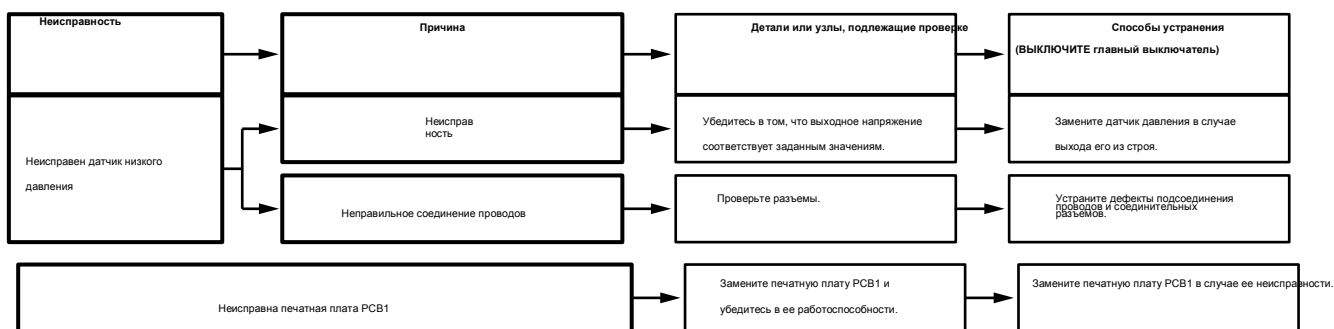 Неисправность
Причина
Детали или узлы, подлежащие проверке
Способы устранения
(ВЫКЛЮЧИТЕ главный выключатель)
Неисправен датчик низкого
давления
Неисправ
ность
Убедитесь в том, что выходное напряжение
соответствует заданным значениям.
Замените датчик давления в случае
выхода его из строя.
Неправильное соединение проводов
Проверьте разъемы.
Устраните дефекты подсоединения
проводов и соединительных
разъемов.
Неисправна печатная плата PCB1
Замените печатную плату PCB1 и
убедитесь в ее работоспособности.
Замените печатную плату PCB1 в случае ее неисправности.